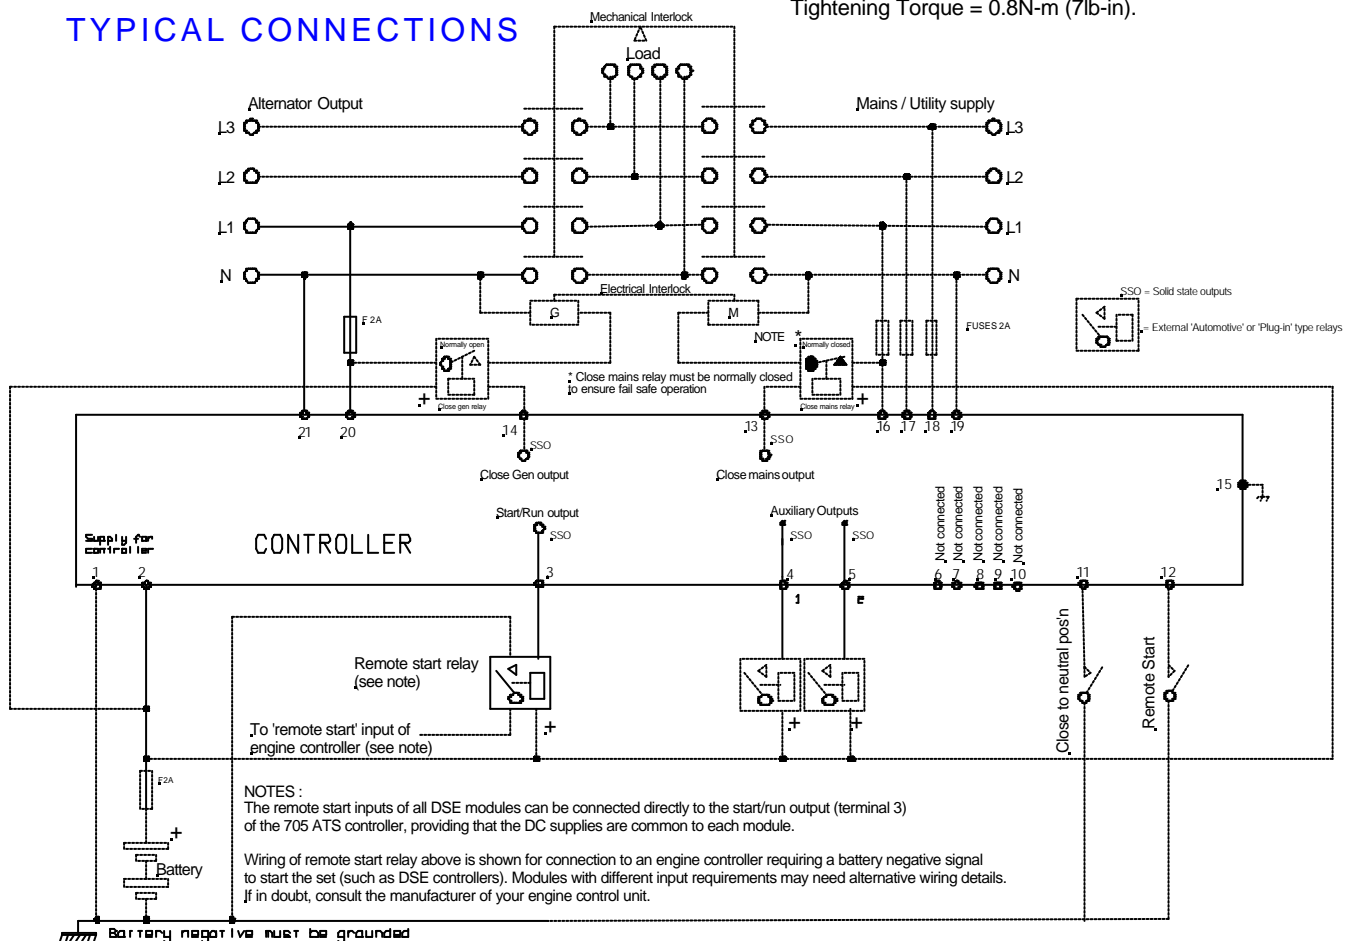 Tightening Torque = 0.8N-m (7lb-in).
TYPICAL CONNECTIONS
Mechanical Interlock
Load
Alternator Output
Mains / Utility supply
L3
L3
L2
L2
L1
L1
N
N
Electrical Interlock
G
M
SSO = Solid state outputs
= External 'Automotive' or 'Plug-in' type relays
F 2A
FUSES 2A
NOTE *
Normally open
Normally closed
* Close mains relay must be normally closed
to ensure fail safe operation
+
Close gen relay
Close mains relay
+
21
20
14
13
16
17
18
19
SSO
SSO
Close Gen output
Close mains output
15
Start/Run output
SSO
Auxiliary Outputs
SSO
SSO
Not connected
Not connected
Not connected
Not connected
Not connected
Supply for
controller
CONTROLLER
1
2
3
4
5
6
7
8
9
10
11
12
1
2
Remote start relay
(see note)
+
+
+
Close to neutral pos'n
Remote Start
To 'remote start' input of
engine controller (see note)
F2A
+
Battery
NOTES :
The remote start inputs of all DSE modules can be connected directly to the start/run output (terminal 3)
of the 705 ATS controller, providing that the DC supplies are common to each module.
Wiring of remote start relay above is shown for connection to an engine controller requiring a battery negative signal
to start the set (such as DSE controllers). Modules with different input requirements may need alternative wiring details.
If in doubt, consult the manufacturer of your engine control unit.
Battery negative must be grounded